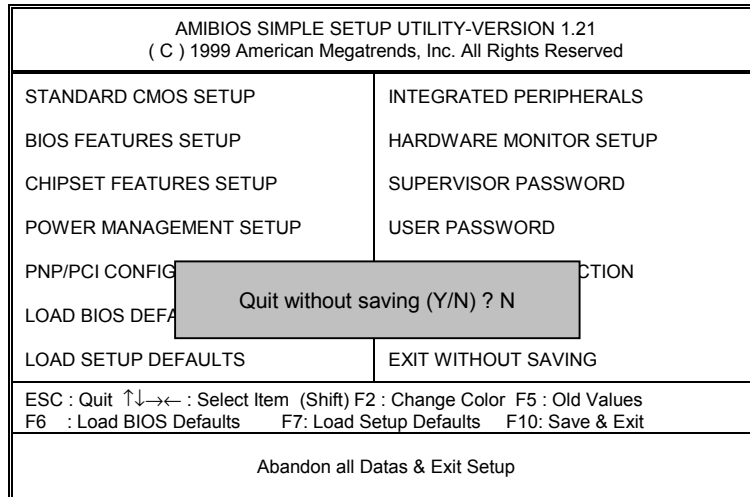 AMIBIOS SIMPLE SETUP UTILITY-VERSION 1.21
( C ) 1999 American Megatrends, Inc. All Rights Reserved
STANDARD CMOS SETUP
BIOS FEATURES SETUP
CHIPSET FEATURES SETUP
POWER MANAGEMENT SETUP
PNP/PCI CONFIG
LOAD BIOS DEFA
LOAD SETUP DEFAULTS
INTEGRATED PERIPHERALS
HARDWARE MONITOR SETUP
SUPERVISOR PASSWORD
USER PASSWORD
CTION
EXIT WITHOUT SAVING
Quit without saving (Y/N) ? N
ESC : Quit ↑↓→← : Select Item (Shift) F2 : Change Color F5 : Old Values
F6 : Load BIOS Defaults F7: Load Setup Defaults F10: Save & Exit
Abandon all Datas & Exit Setup